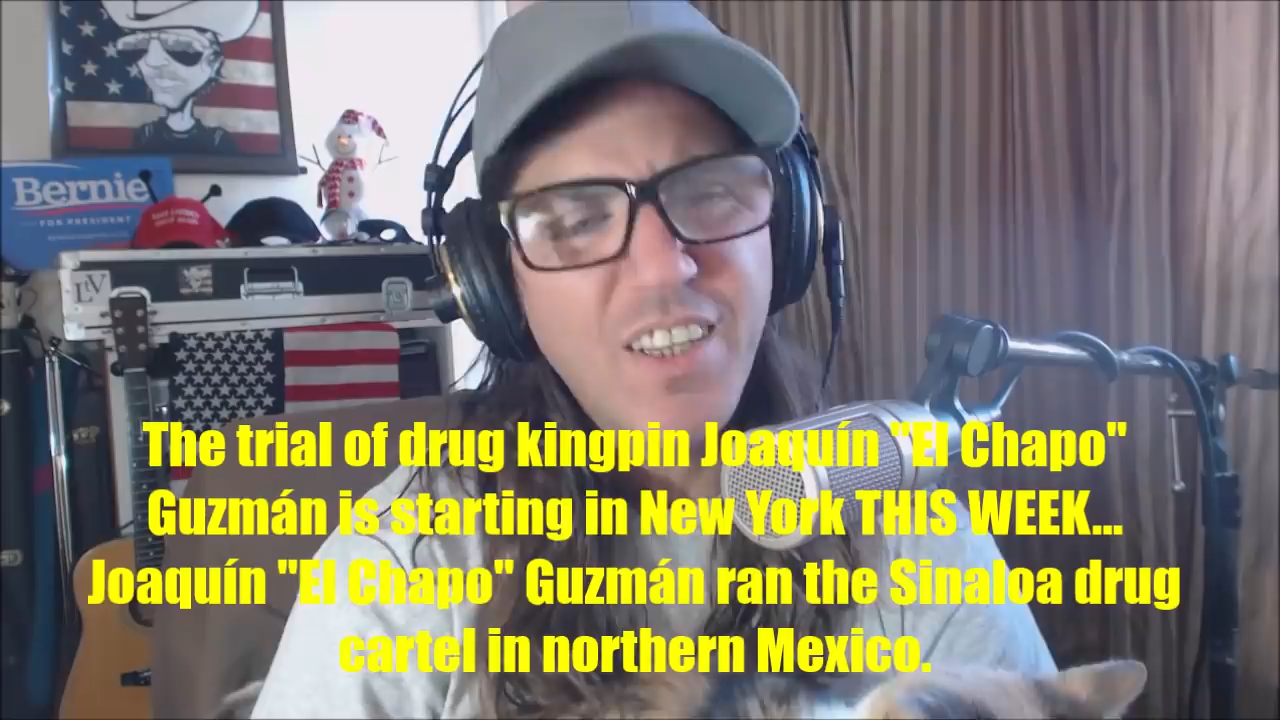 Bernie
FOR PRESIDENT
LtV
The trial of drug kingpin Joaquín "El Chapo"
Guzmán is starting in New York THIS WEEK...
Joaquín "El Chapo" Guzmán ran the Sinaloa drug
cartel in northern Mexico.